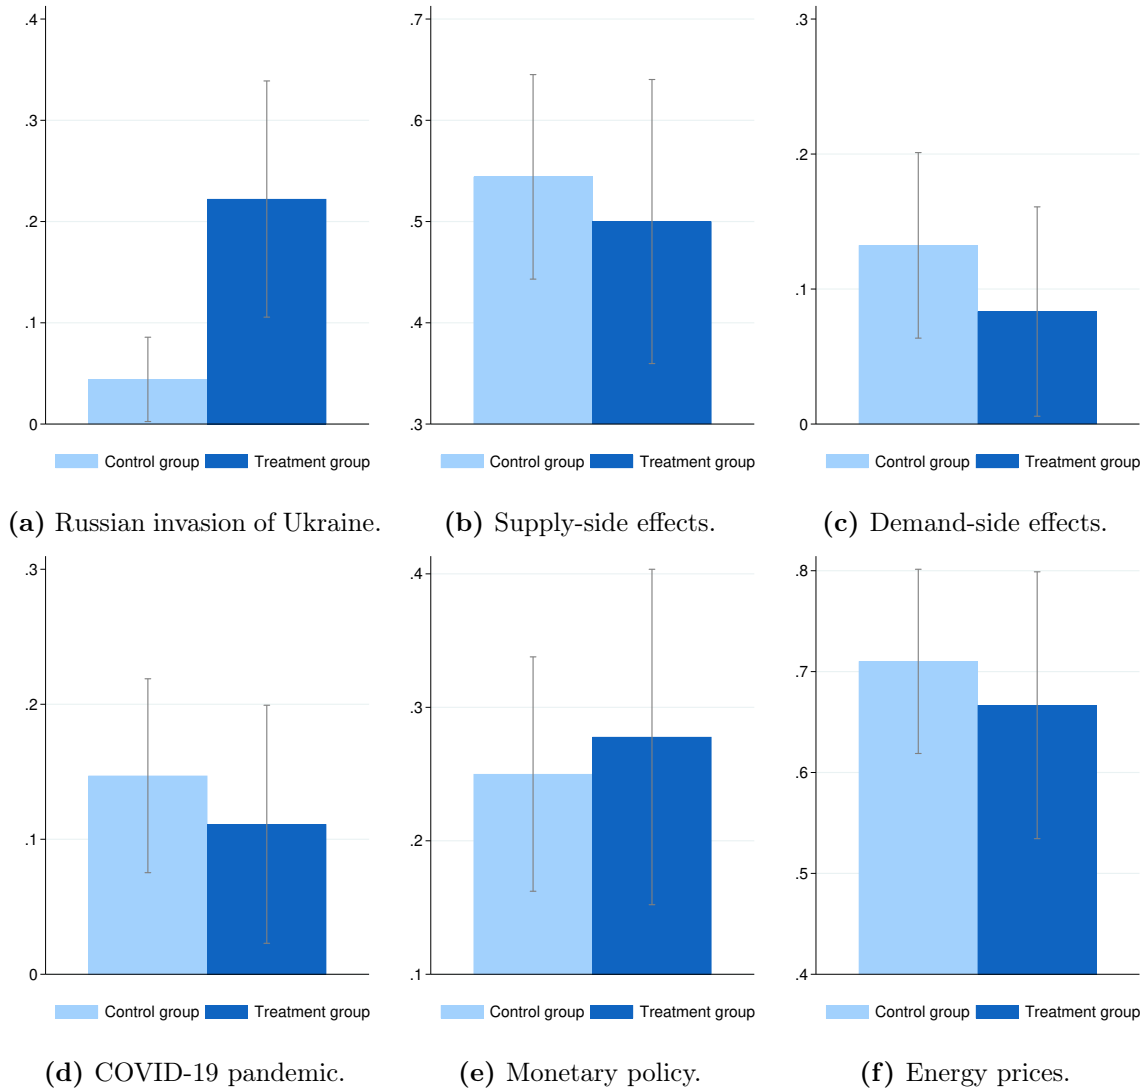 .4
.3
.2
.1
0
Control group Treatment group
(a) Russian invasion of Ukraine.
.7
.6
.5
.4
.3
Control group Treatment group
(b) Supply-side effects.
.3
.2
.1
0
Control group Treatment group
(c) Demand-side effects.
.3
.2
.1
0
Control group Treatment group
(d) COVID-19 pandemic.
.4
.3
.2
.1
Control group Treatment group
(e) Monetary policy.
.8
.7
.6
.5
.4
Control group Treatment group
(f) Energy prices.